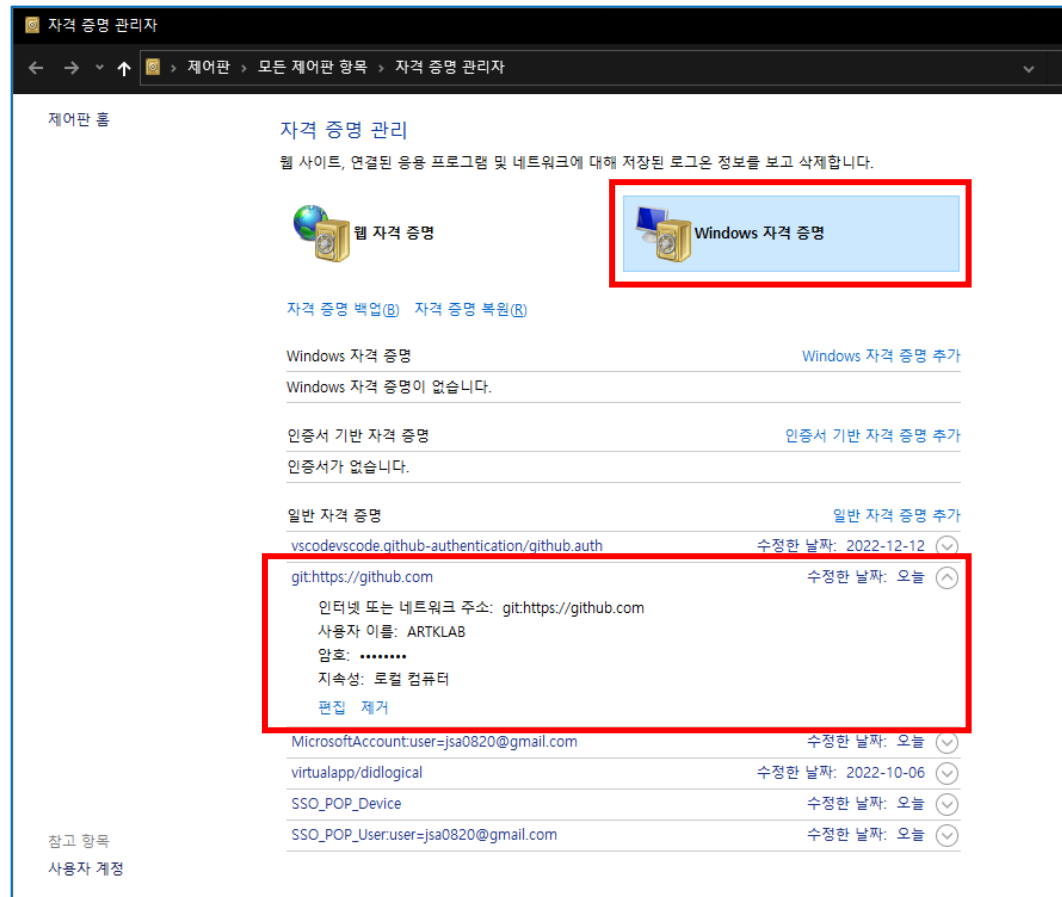 자격 증명 관리자
제어판 > 모든 제어판 항목 > 자격 증명 관리자
제어판 홈
자격 증명 관리
웹 사이트, 연결된 응용 프로그램 및 네트워크에 대해 저장된 로그온 정보를 보고 삭제합니다.
웹 자격 증명
Windows 자격 증명
자격 증명 백업(B) 자격 증명 복원(R)
Windows 자격 증명 Windows 자격 증명 추가
Windows 자격 증명이 없습니다.
인증서 기반 자격 증명 인증서 기반 자격 증명 추가
인증서가 없습니다.
일반 자격 증명 일반 자격 증명 추가
vscodevscode.github-authentication/github.auth 수정한 날짜: 2022-12-12
git:https://github.com 수정한 날짜: 오늘
인터넷 또는 네트워크 주소: git:https://github.com
사용자 이름: ARTKLAB
암호: ••••••••
지속성: 로컬 컴퓨터
편집 제거
MicrosoftAccount:user=jsa0820@gmail.com 수정한 날짜: 오늘
virtualapp/didlogical 수정한 날짜: 2022-10-06
SSO_POP_Device 수정한 날짜: 오늘
SSO_POP_User:user=jsa0820@gmail.com 수정한 날짜: 오늘
참고 항목
사용자 계정